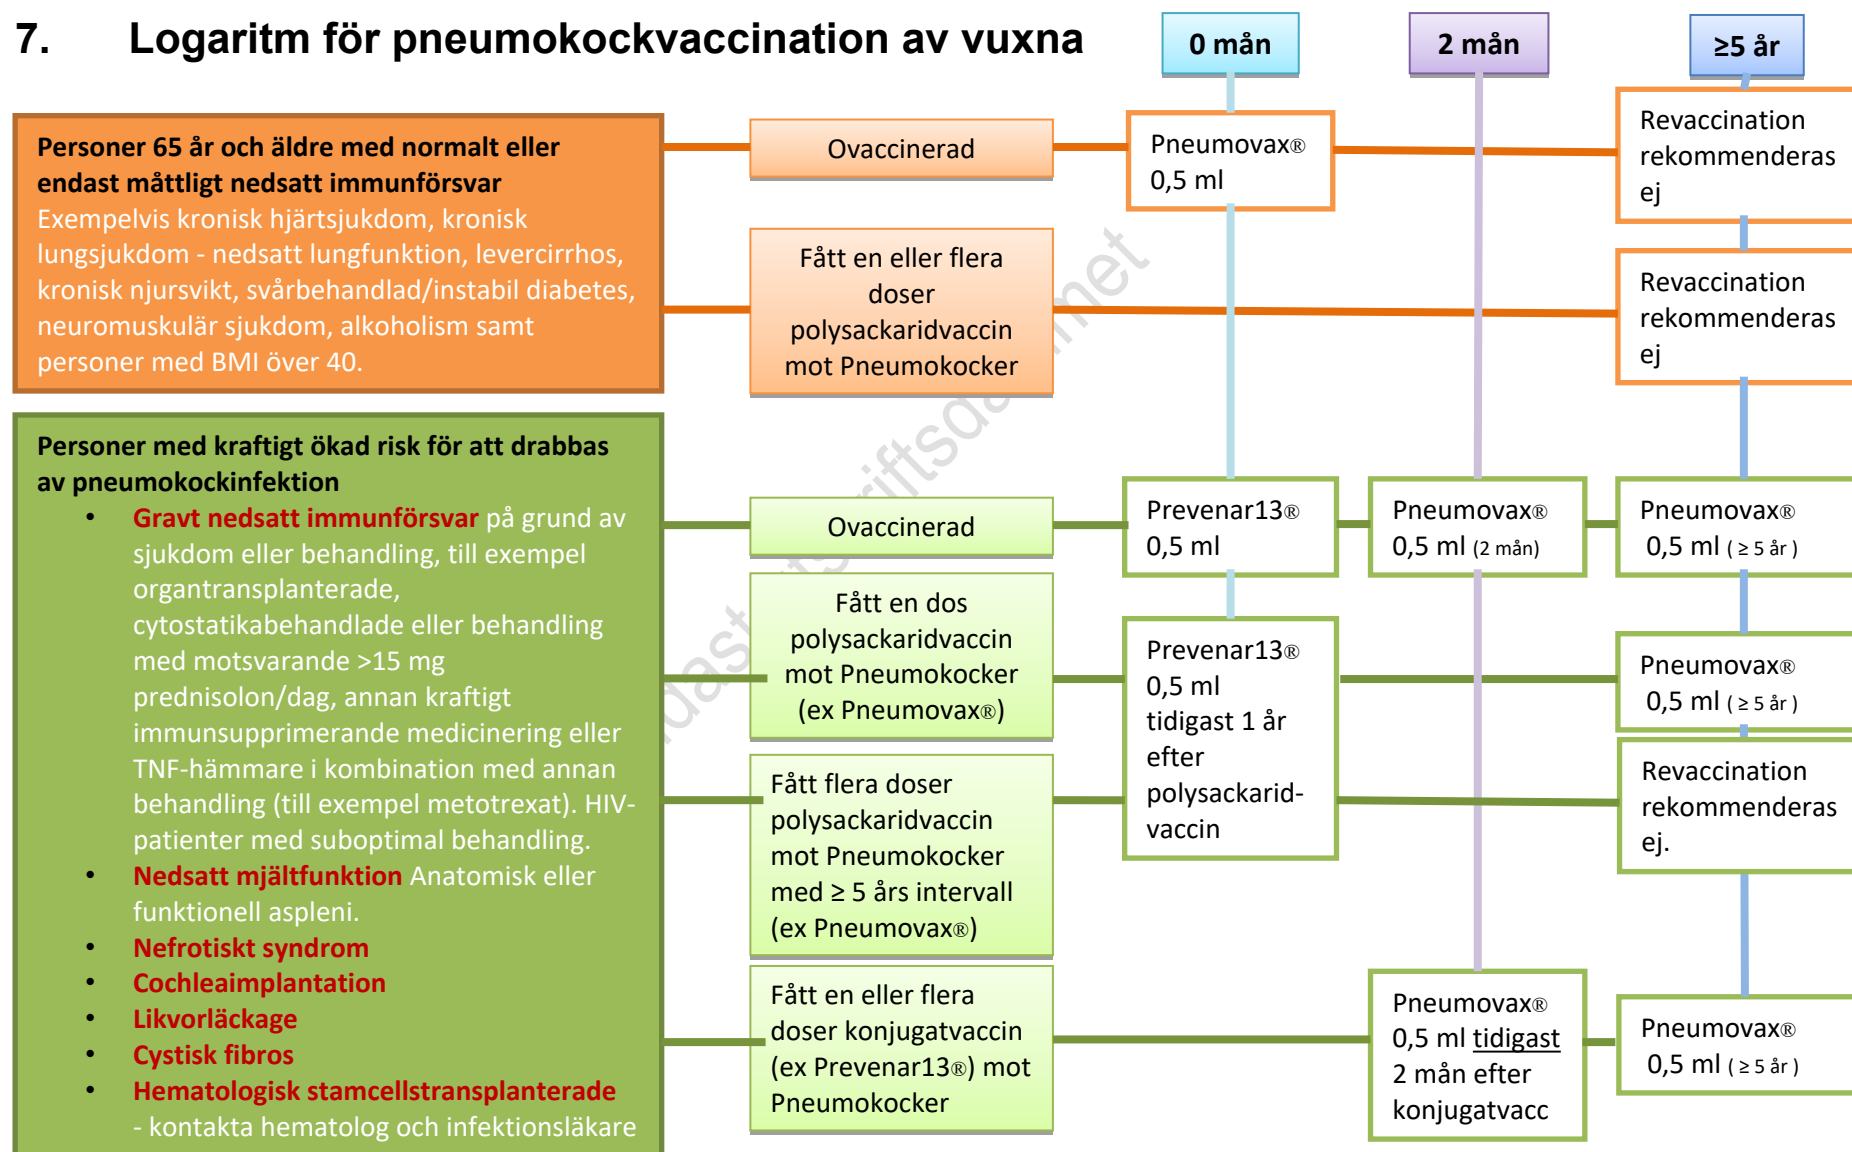 7. Logaritm för pneumokockvaccination av vuxna
0 mån
2 mån
≥5 år
Personer 65 år och äldre med normalt eller
endast måttligt nedsatt immunförsvar
Exempelvis kronisk hjärtsjukdom, kronisk
lungsjukdom - nedsatt lungfunktion, levercirrhos,
kronisk njursvikt, svårbehandlad/instabil diabetes,
neuromuskulär sjukdom, alkoholism samt
personer med BMI över 40.
Ovaccinerad
Pneumovax®
0,5 ml
Revaccination
rekommenderas
ej
Fått en eller flera
doser
polysackaridvaccin
mot Pneumokocker
Revaccination
rekommenderas
ej
Personer med kraftigt ökad risk för att drabbas
av pneumokockinfektion
• Gravt nedsatt immunförsvar på grund av
sjukdom eller behandling, till exempel
organtransplanterade,
cytostatikabehandlade eller behandling
med motsvarande >15 mg
prednisolon/dag, annan kraftigt
immunsupprimerande medicinering eller
TNF-hämmare i kombination med annan
behandling (till exempel metotrexat). HIV-
patienter med suboptimal behandling.
• Nedsatt mjältfunktion Anatomisk eller
funktionell aspleni.
• Nefrotiskt syndrom
• Cochleaimplantation
• Likvorläckage
• Cystisk fibros
• Hematologisk stamcellstransplanterade
- kontakta hematolog och infektionsläkare
Ovaccinerad
Prevenar13®
0,5 ml
Pneumovax®
0,5 ml (2 mån)
Pneumovax®
0,5 ml ( ≥ 5 år )
Fått en dos
polysackaridvaccin
mot Pneumokocker
(ex Pneumovax®)
Prevenar13®
0,5 ml
tidigast 1 år
efter
polysackarid-
vaccin
Pneumovax®
0,5 ml ( ≥ 5 år )
Fått flera doser
polysackaridvaccin
mot Pneumokocker
med ≥ 5 års intervall
(ex Pneumovax®)
Revaccination
rekommenderas
ej.
Fått en eller flera
doser konjugatvaccin
(ex Prevenar13®) mot
Pneumokocker
Pneumovax®
0,5 ml tidigast
2 mån efter
konjugatvacc
Pneumovax®
0,5 ml ( ≥ 5 år )